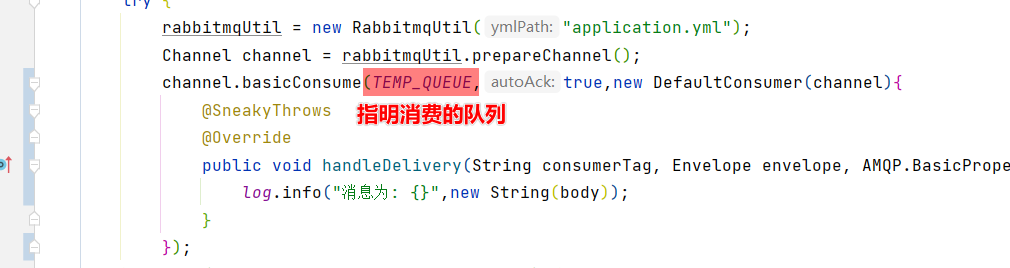 try {
rabbitmqUtil = new RabbitmqUtil( ymlPath: "application.yml");
Channel channel = rabbitmqUtil.prepareChannel();
channel.basicConsume(TEMP_QUEUE, autoAck: true,new DefaultConsumer(channel){
@SneakyThrows
指明消费的队列
@Override
public void handleDelivery(String consumerTag, Envelope envelope, AMQP.BasicPrope
log.info("消息为: {}",new String(body));
}
});